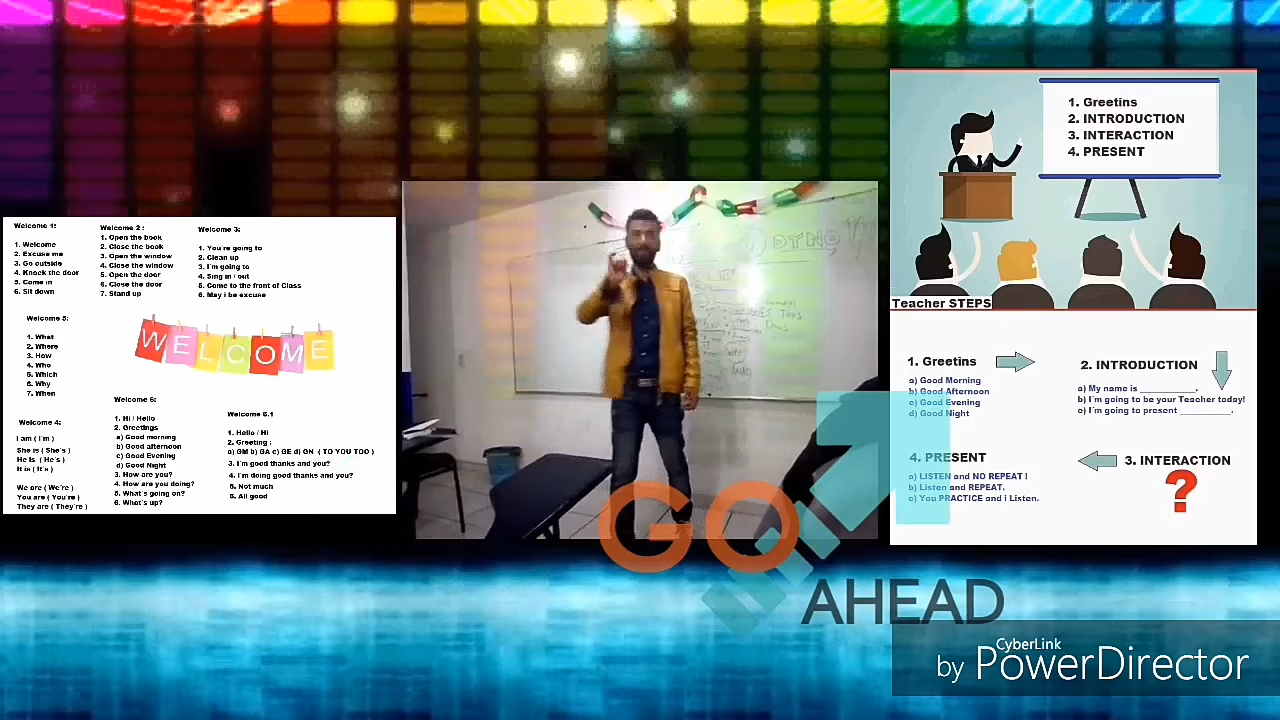 Welcome 1:
1. Welcome
2. Excuse me
3. Go outside
4. Knock the door
5. Come in
6. Sit down
Welcome 2 :
1. Open the book
2. Close the book
3. Open the window
4. Close the window
5. Open the door
6. Close the door
7. Stand up
Welcome 3:
1. You're going to
2. Clean up
3. I'm going to
4. Sing in / out
5. Come to the front of Class
6. May i be excuse
Welcome 5:
1. What
2. Where
3. How
4. Who
5. Which
6. Why
7. When
WELCOME
Welcome 4:
I am ( I'm )
She is ( She's )
He is ( He's )
It is ( It's )
We are ( We're )
You are ( You're )
They are ( They're )
Welcome 6:
1. Hi / Hello
2. Greetings
a) Good morning
b) Good afternoon
c) Good Evening
d) Good Night
3. How are you?
4. How are you doing?
5. What's going on?
6. What's up?
Welcome 6.1
1. Hello / Hi
2. Greeting :
a) GM b) GA c) GE d) GN ( TO YOU TOO )
3. I'm good thanks and you?
4. I'm doing good thanks and you?
5. Not much
6. All good
1. Greetins
2. INTRODUCTION
3. INTERACTION
4. PRESENT
Teacher STEPS
1. Greetins
a) Good Morning
b) Good Afternoon
c) Good Evening
d) Good Night
2. INTRODUCTION
a) My name is __________.
b) I´m going to be your Teacher today!
c) I´m going to present __________.
4. PRESENT
a) LISTEN and NO REPEAT !
b) Listen and REPEAT.
c) You PRACTICE and i Listen.
3. INTERACTION
?
GO
AHEAD
by CyberLink PowerDirector